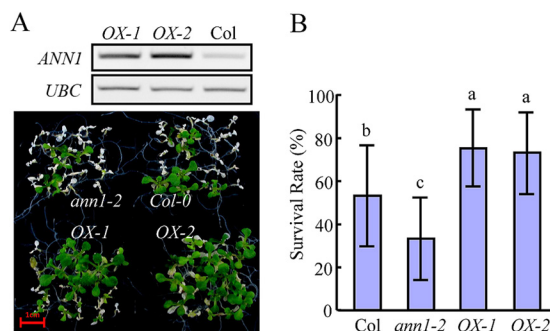 A
OX-1 OX-2 Col
ANN1
UBC
ann1-2 Col-0
OX-1 OX-2
B
Survival Rate (%)
100
80
60
40
20
0
b
c
a
a
Col ann1-2 OX-1 OX-2